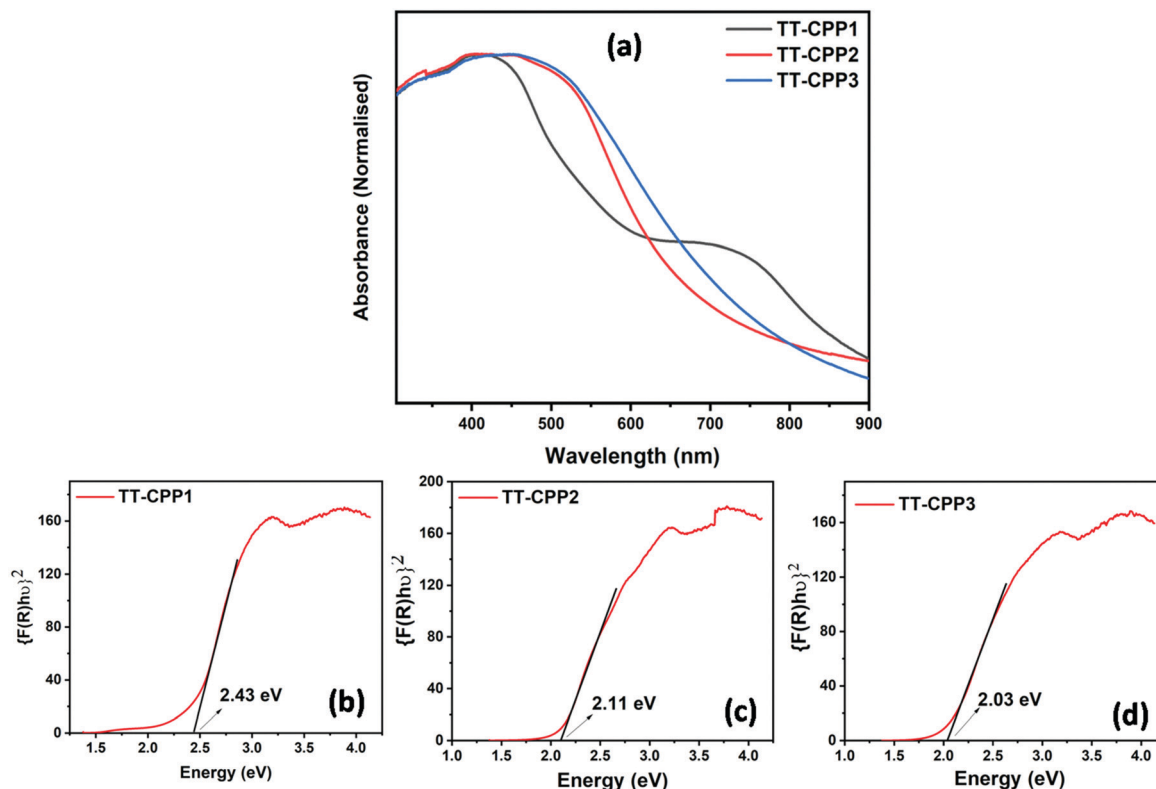 (a)
TT-CPP1
TT-CPP2
TT-CPP3
Absorbance (Normalised)
400 500 600 700 800 900
Wavelength (nm)
TT-CPP1
{F(R)hυ}²
160
120
80
40
0
2.43 eV
(b)
1.5 2.0 2.5 3.0 3.5 4.0
Energy (eV)
TT-CPP2
{F(R)hυ}²
200
160
120
80
40
0
2.11 eV
(c)
1.0 1.5 2.0 2.5 3.0 3.5 4.0
Energy (eV)
TT-CPP3
{F(R)hυ}²
160
120
80
40
0
2.03 eV
(d)
1.0 1.5 2.0 2.5 3.0 3.5 4.0
Energy (eV)